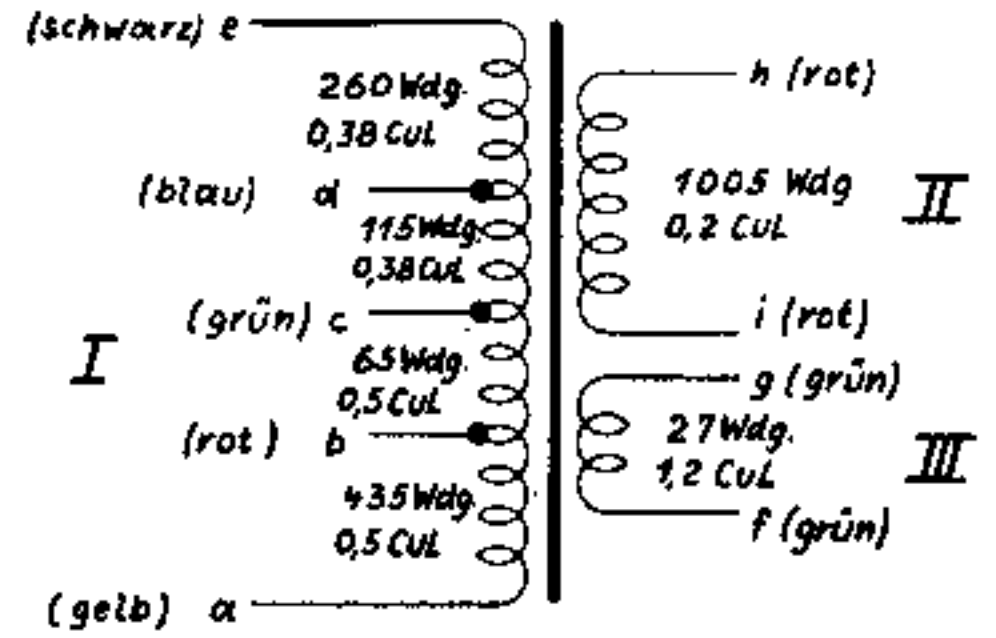 (schwarz) e
260 Wdg.
0,38 CuL
(blau) d
115 Wdg.
0,38 CuL
(grün) c
I
65 Wdg.
0,5 CuL
(rot) b
435 Wdg.
0,5 CuL
(gelb) a
h (rot)
1005 Wdg
0,2 CuL
II
i (rot)
g (grün)
27 Wdg.
1,2 CuL
III
f (grün)